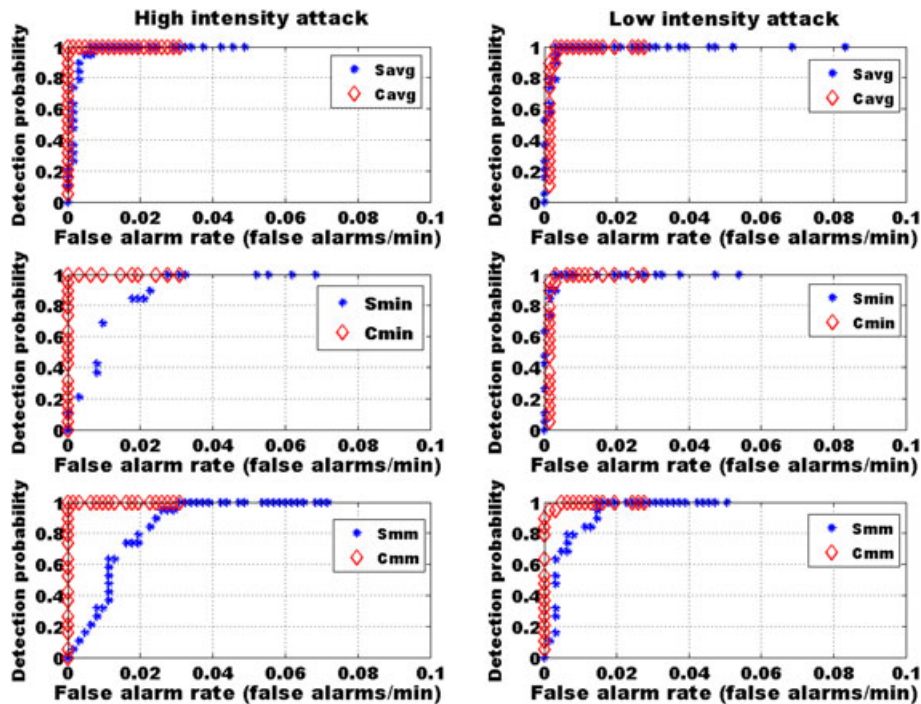 High intensity attack
Detection probability
1
0.8
0.6
0.4
0.2
0
Savg
Cavg
0 0.02 0.04 0.06 0.08 0.1
False alarm rate (false alarms/min)
Low intensity attack
Detection probability
1
0.8
0.6
0.4
0.2
0
Savg
Cavg
0 0.02 0.04 0.06 0.08 0.1
False alarm rate (false alarms/min)
Detection probability
1
0.8
0.6
0.4
0.2
0
Smin
Cmin
0 0.02 0.04 0.06 0.08 0.1
False alarm rate (false alarms/min)
Detection probability
1
0.8
0.6
0.4
0.2
0
Smin
Cmin
0 0.02 0.04 0.06 0.08 0.1
False alarm rate (false alarms/min)
Detection probability
1
0.8
0.6
0.4
0.2
0
Smm
Cmm
0 0.02 0.04 0.06 0.08 0.1
False alarm rate (false alarms/min)
Detection probability
1
0.8
0.6
0.4
0.2
0
Smm
Cmm
0 0.02 0.04 0.06 0.08 0.1
False alarm rate (false alarms/min)